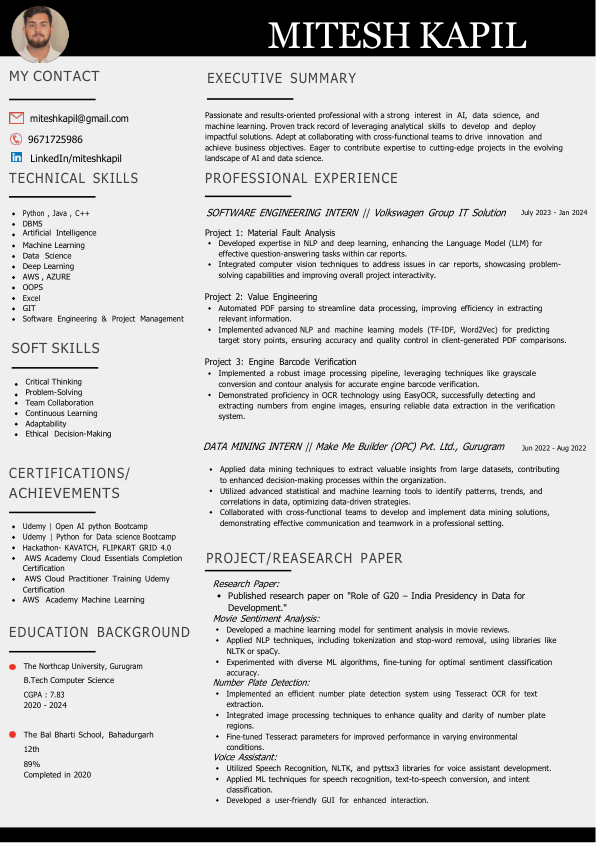 MITESH KAPIL
MY CONTACT
miteshkapil@gmail.com
9671725986
LinkedIn/miteshkapil
TECHNICAL SKILLS
Python , Java , C++
DBMS
Artificial Intelligence
Machine Learning
Data Science
Deep Learning
AWS , AZURE
OOPS
Excel
GIT
Software Engineering & Project Management
SOFT SKILLS
Critical Thinking
Problem-Solving
Team Collaboration
Continuous Learning
Adaptability
Ethical Decision-Making
CERTIFICATIONS/
ACHIEVEMENTS
Udemy | Open AI python Bootcamp
Udemy | Python for Data science Bootcamp
Hackathon- KAVATCH, FLIPKART GRID 4.0
AWS Academy Cloud Essentials Completion
Certification
AWS Cloud Practitioner Training Udemy
Certification
AWS Academy Machine Learning
EDUCATION BACKGROUND
The Northcap University, Gurugram
B.Tech Computer Science
CGPA : 7.83
2020 - 2024
The Bal Bharti School, Bahadurgarh
12th
89%
Completed in 2020
EXECUTIVE SUMMARY
Passionate and results-oriented professional with a strong interest in AI, data science, and
machine learning. Proven track record of leveraging analytical skills to develop and deploy
impactful solutions. Adept at collaborating with cross-functional teams to drive innovation and
achieve business objectives. Eager to contribute expertise to cutting-edge projects in the evolving
landscape of AI and data science.
PROFESSIONAL EXPERIENCE
SOFTWARE ENGINEERING INTERN // Volkswagen Group IT Solution July 2023 - Jan 2024
Project 1: Material Fault Analysis
Developed expertise in NLP and deep learning, enhancing the Language Model (LLM) for
effective question-answering tasks within car reports.
Integrated computer vision techniques to address issues in car reports, showcasing problem-
solving capabilities and improving overall project interactivity.
Project 2: Value Engineering
Automated PDF parsing to streamline data processing, improving efficiency in extracting
relevant information.
Implemented advanced NLP and machine learning models (TF-IDF, Word2Vec) for predicting
target story points, ensuring accuracy and quality control in client-generated PDF comparisons.
Project 3: Engine Barcode Verification
Implemented a robust image processing pipeline, leveraging techniques like grayscale
conversion and contour analysis for accurate engine barcode verification.
Demonstrated proficiency in OCR technology using EasyOCR, successfully detecting and
extracting numbers from engine images, ensuring reliable data extraction in the verification
system.
DATA MINING INTERN // Make Me Builder (OPC) Pvt. Ltd., Gurugram Jun 2022 - Aug 2022
Applied data mining techniques to extract valuable insights from large datasets, contributing
to enhanced decision-making processes within the organization.
Utilized advanced statistical and machine learning tools to identify patterns, trends, and
correlations in data, optimizing data-driven strategies.
Collaborated with cross-functional teams to develop and implement data mining solutions,
demonstrating effective communication and teamwork in a professional setting.
PROJECT/REASEARCH PAPER
Research Paper:
Published research paper on "Role of G20 – India Presidency in Data for
Development."
Movie Sentiment Analysis:
Developed a machine learning model for sentiment analysis in movie reviews.
Applied NLP techniques, including tokenization and stop-word removal, using libraries like
NLTK or spaCy.
Experimented with diverse ML algorithms, fine-tuning for optimal sentiment classification
accuracy.
Number Plate Detection:
Implemented an efficient number plate detection system using Tesseract OCR for text
extraction.
Integrated image processing techniques to enhance quality and clarity of number plate
regions.
Fine-tuned Tesseract parameters for improved performance in varying environmental
conditions.
Voice Assistant:
Utilized Speech Recognition, NLTK, and pyttsx3 libraries for voice assistant development.
Applied ML techniques for speech recognition, text-to-speech conversion, and intent
classification.
Developed a user-friendly GUI for enhanced interaction.